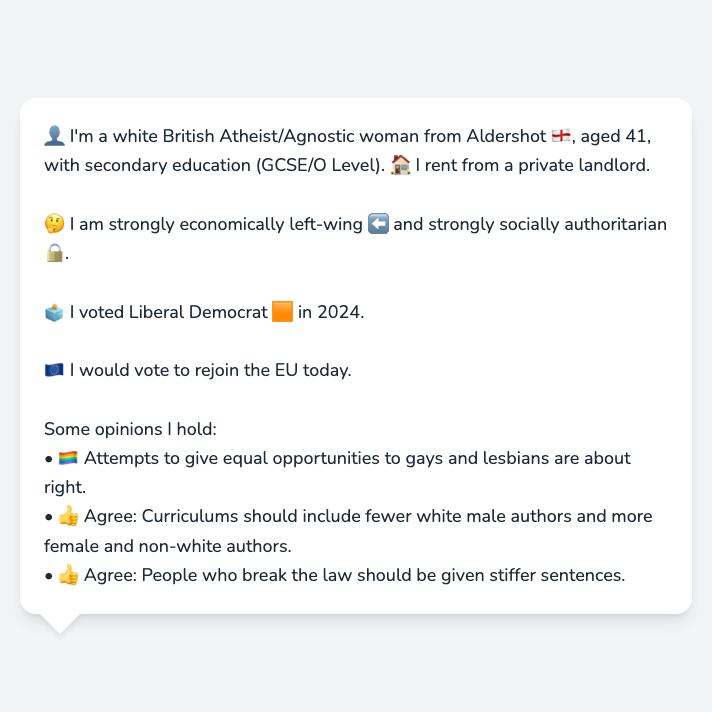 👤 I'm a white British Atheist/Agnostic woman from Aldershot 🏴󠁧󠁢󠁥󠁮󠁧󠁿, aged 41,
with secondary education (GCSE/O Level). 🏠 I rent from a private landlord.
🤔 I am strongly economically left-wing ⬅️ and strongly socially authoritarian
🔒.
🗳️ I voted Liberal Democrat 🟧 in 2024.
🇪🇺 I would vote to rejoin the EU today.
Some opinions I hold:
• 🏳️‍🌈 Attempts to give equal opportunities to gays and lesbians are about
right.
• 👍 Agree: Curriculums should include fewer white male authors and more
female and non-white authors.
• 👍 Agree: People who break the law should be given stiffer sentences.